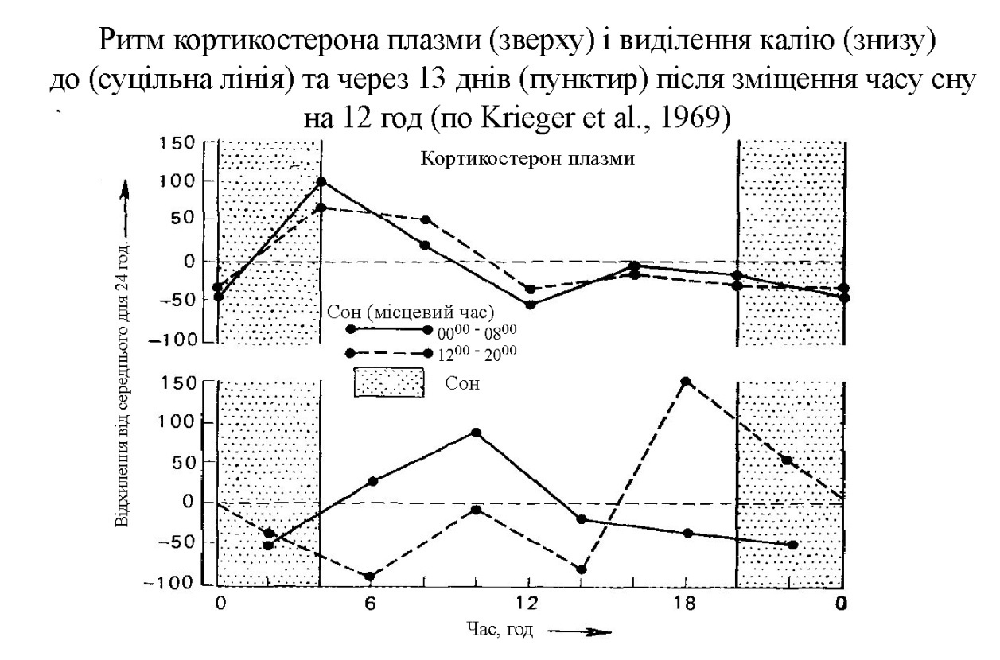 Ритм кортикостерона плазми (зверху) і виділення калію (знизу)
до (суцільна лінія) та через 13 днів (пунктир) після зміщення часу сну
на 12 год (по Krieger et al., 1969)
Кортикостерон плазми
150
100
50
0
−50
−100
Відхилення від середнього для 24 год.
Сон (місцевий час)
00⁰⁰ - 08⁰⁰
12⁰⁰ - 20⁰⁰
Сон
150
100
50
0
−50
−100
0 6 12 18 0
Час, год